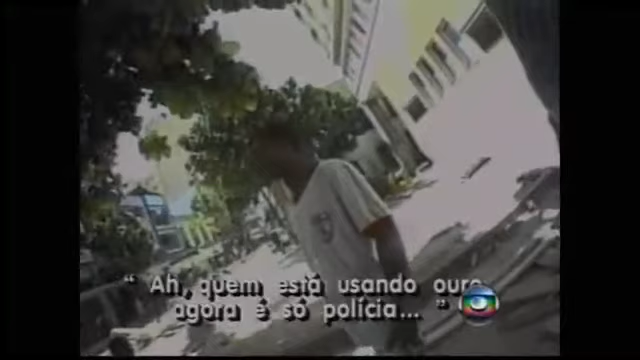 “ Ah, quem está usando ouro
agora é só polícia... ”